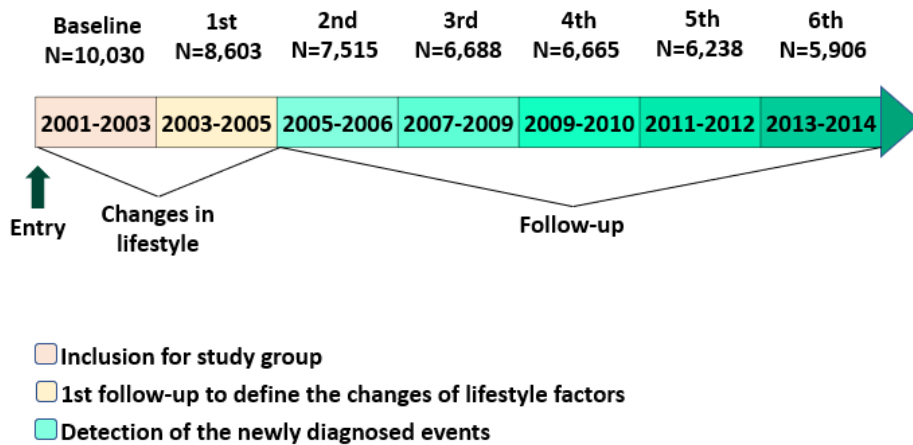 Baseline 1st 2nd 3rd 4th 5th 6th
N=10,030 N=8,603 N=7,515 N=6,688 N=6,665 N=6,238 N=5,906
2001-2003 2003-2005 2005-2006 2007-2009 2009-2010 2011-2012 2013-2014
Entry
Changes in
lifestyle
Follow-up
Inclusion for study group
1st follow-up to define the changes of lifestyle factors
Detection of the newly diagnosed events